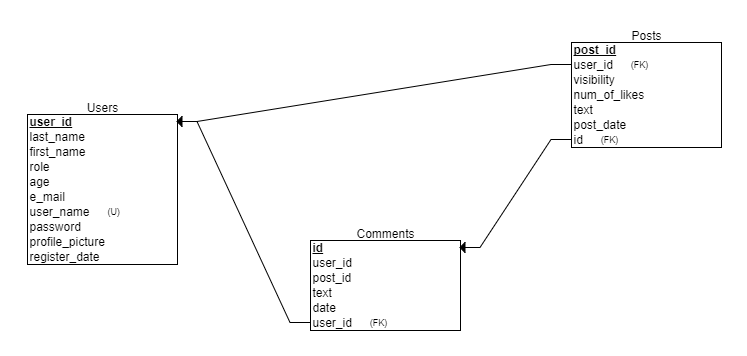 Users
user_id
last_name
first_name
role
age
e_mail
user_name (U)
password
profile_picture
register_date
Comments
id
user_id
post_id
text
date
user_id (FK)
Posts
post_id
user_id (FK)
visibility
num_of_likes
text
post_date
id (FK)